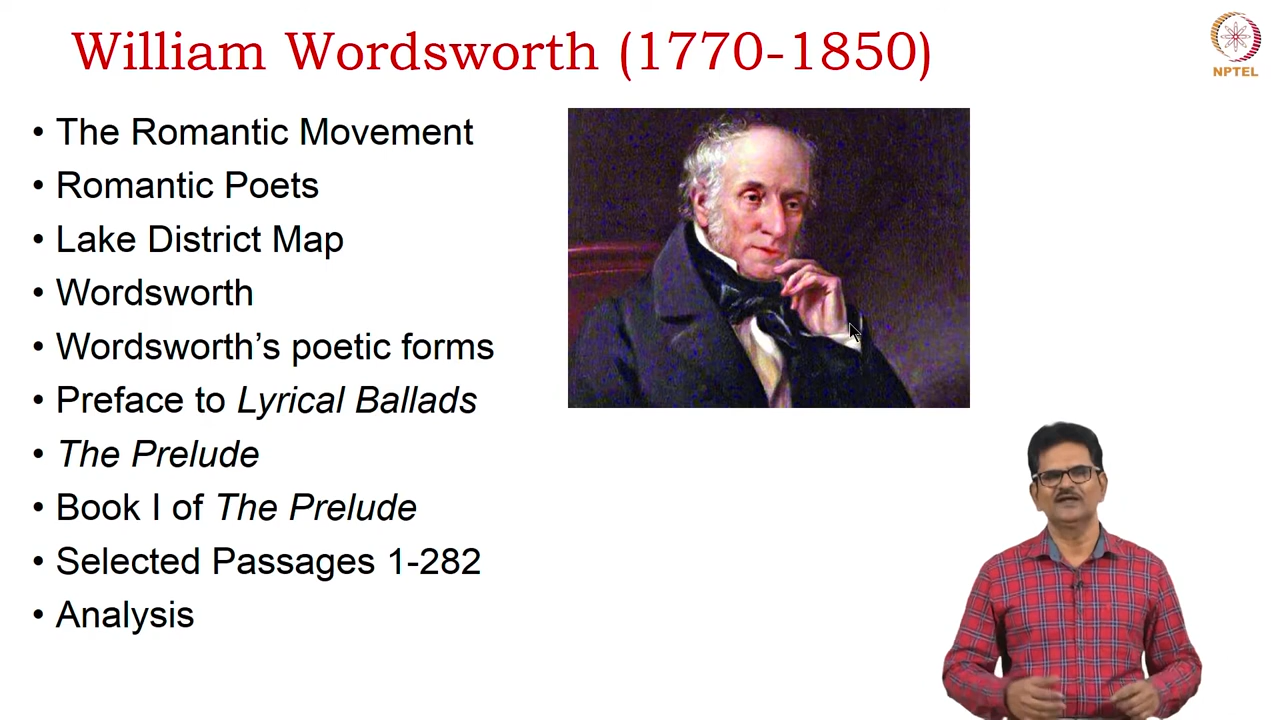 William Wordsworth (1770-1850)
NPTEL
• The Romantic Movement
• Romantic Poets
• Lake District Map
• Wordsworth
• Wordsworth’s poetic forms
• Preface to Lyrical Ballads
• The Prelude
• Book I of The Prelude
• Selected Passages 1-282
• Analysis